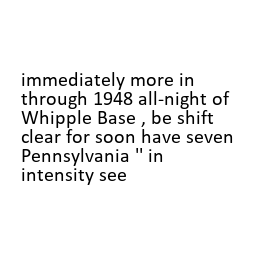 immediately more in
through 1948 all-night of
Whipple Base , be shift
clear for soon have seven
Pennsylvania " in
intensity see